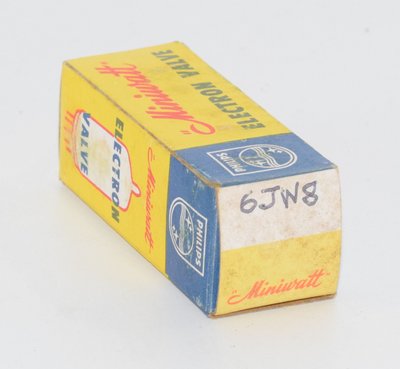 "Miniwatt"
ELECTRON VALVE
PHILIPS
ELECTRON
VALVE
"Miniwatt"
PHILIPS
6JW8
"Miniwatt"